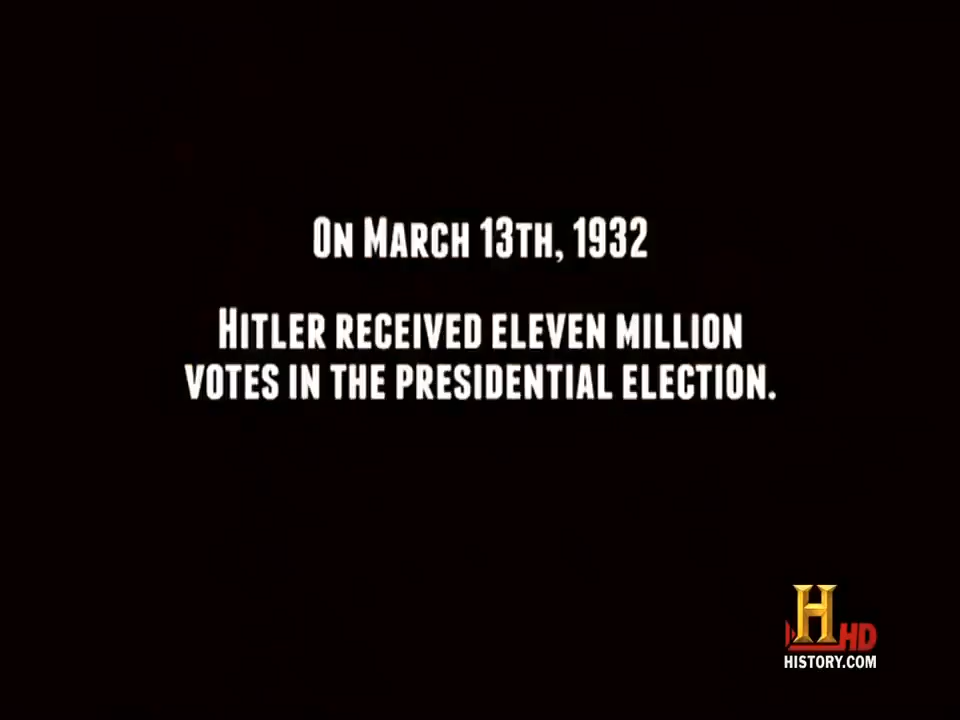 On March 13th, 1932
Hitler received eleven million
votes in the presidential election.
H HD
HISTORY.COM